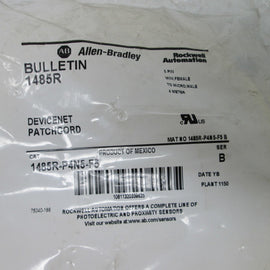 AB Allen-Bradley
Rockwell
Automation
BULLETIN
1485R
5 PIN
MINI FEMALE
TO MICRO MALE
4 METER
DEVICENET
PATCHCORD
MAT NO 1485R-P4N5-F5 B
CAT
PRODUCT OF MEXICO
SER
1485R-P4N5-F5
B
DATE YB
PLANT 1150
ROCKWELL AUTOMATION OFFERS A COMPLETE LINE OF
PHOTOELECTRIC AND PROXIMITY SENSORS
Visit our website at www.ab.com/sensors